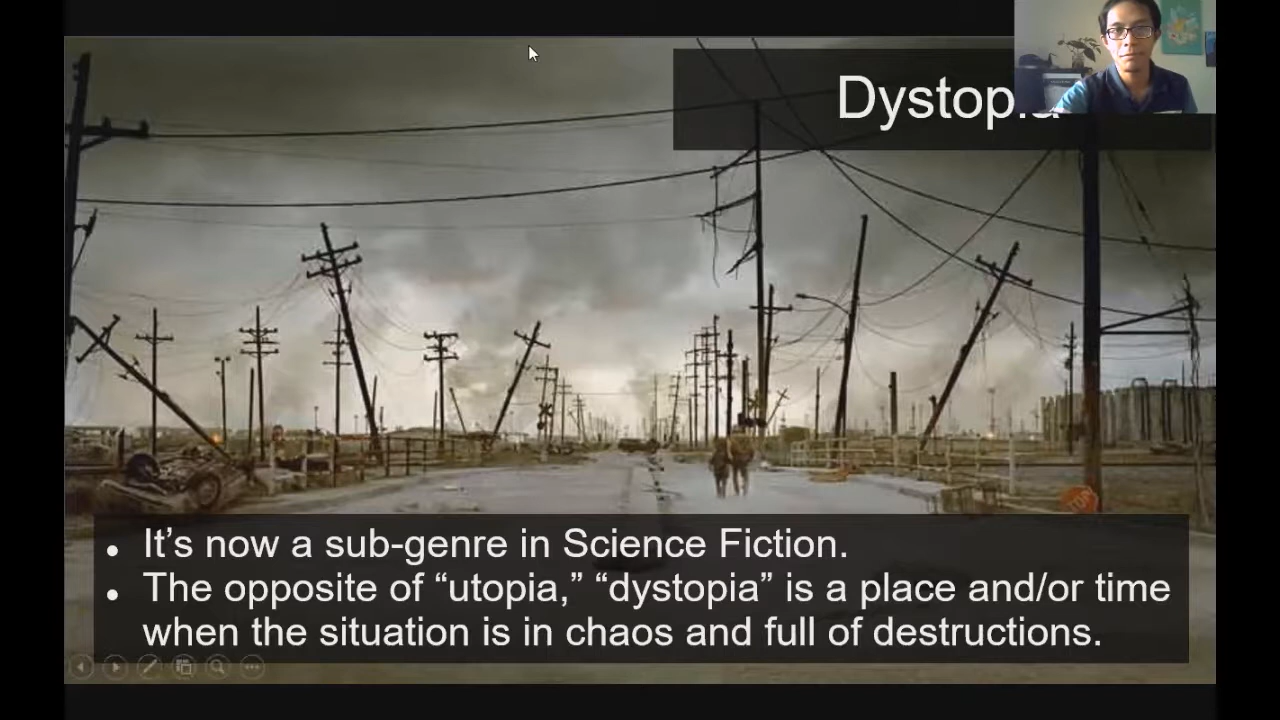 Dystopia
• It’s now a sub-genre in Science Fiction.
• The opposite of “utopia,” “dystopia” is a place and/or time
when the situation is in chaos and full of destructions.